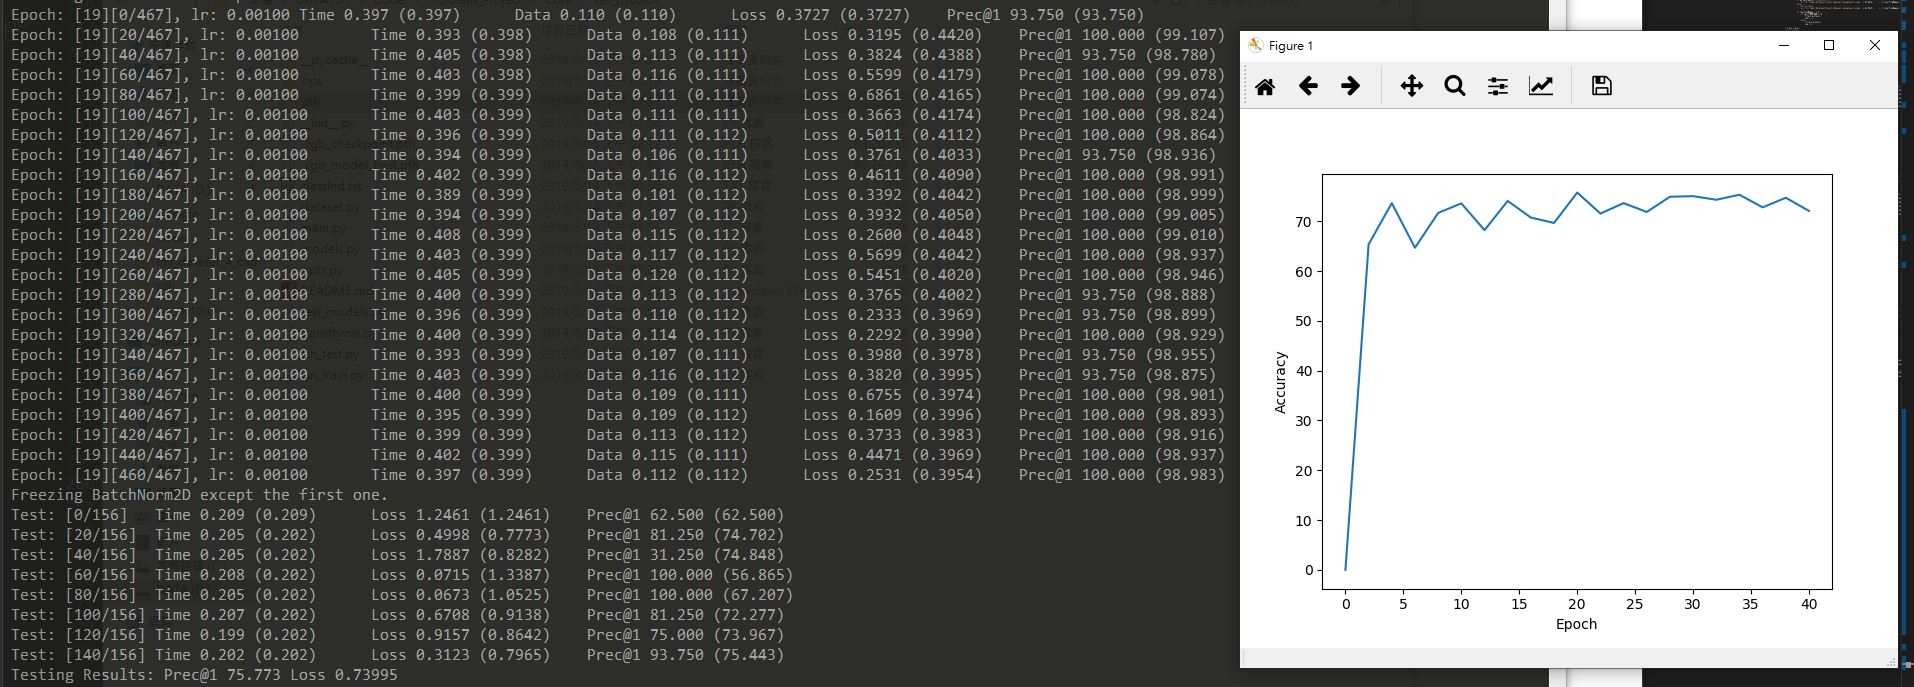 Epoch: [19][0/467], lr: 0.00100 Time 0.397 (0.397) Data 0.110 (0.110) Loss 0.3727 (0.3727) Prec@1 93.750 (93.750)
Epoch: [19][20/467], lr: 0.00100 Time 0.393 (0.398) Data 0.108 (0.111) Loss 0.3195 (0.4420) Prec@1 100.000 (99.107)
Epoch: [19][40/467], lr: 0.00100 Time 0.405 (0.398) Data 0.113 (0.111) Loss 0.3824 (0.4388) Prec@1 93.750 (98.780)
Epoch: [19][60/467], lr: 0.00100 Time 0.403 (0.398) Data 0.116 (0.111) Loss 0.5599 (0.4179) Prec@1 100.000 (99.078)
Epoch: [19][80/467], lr: 0.00100 Time 0.399 (0.399) Data 0.111 (0.111) Loss 0.6861 (0.4165) Prec@1 100.000 (99.074)
Epoch: [19][100/467], lr: 0.00100 Time 0.403 (0.399) Data 0.111 (0.111) Loss 0.3663 (0.4174) Prec@1 100.000 (98.824)
Epoch: [19][120/467], lr: 0.00100 Time 0.396 (0.399) Data 0.111 (0.112) Loss 0.5011 (0.4112) Prec@1 100.000 (98.864)
Epoch: [19][140/467], lr: 0.00100 Time 0.394 (0.399) Data 0.106 (0.111) Loss 0.3761 (0.4033) Prec@1 93.750 (98.936)
Epoch: [19][160/467], lr: 0.00100 Time 0.402 (0.399) Data 0.116 (0.112) Loss 0.4611 (0.4090) Prec@1 100.000 (98.991)
Epoch: [19][180/467], lr: 0.00100 Time 0.389 (0.399) Data 0.101 (0.112) Loss 0.3392 (0.4042) Prec@1 100.000 (98.999)
Epoch: [19][200/467], lr: 0.00100 Time 0.394 (0.399) Data 0.107 (0.112) Loss 0.3932 (0.4050) Prec@1 100.000 (99.005)
Epoch: [19][220/467], lr: 0.00100 Time 0.408 (0.399) Data 0.115 (0.112) Loss 0.2600 (0.4048) Prec@1 100.000 (99.010)
Epoch: [19][240/467], lr: 0.00100 Time 0.403 (0.399) Data 0.117 (0.112) Loss 0.5699 (0.4042) Prec@1 100.000 (98.937)
Epoch: [19][260/467], lr: 0.00100 Time 0.405 (0.399) Data 0.120 (0.112) Loss 0.5451 (0.4020) Prec@1 100.000 (98.946)
Epoch: [19][280/467], lr: 0.00100 Time 0.400 (0.399) Data 0.113 (0.112) Loss 0.3765 (0.4002) Prec@1 93.750 (98.888)
Epoch: [19][300/467], lr: 0.00100 Time 0.396 (0.399) Data 0.110 (0.112) Loss 0.2333 (0.3969) Prec@1 93.750 (98.899)
Epoch: [19][320/467], lr: 0.00100 Time 0.400 (0.399) Data 0.114 (0.112) Loss 0.2292 (0.3990) Prec@1 100.000 (98.929)
Epoch: [19][340/467], lr: 0.00100 Time 0.393 (0.399) Data 0.107 (0.111) Loss 0.3980 (0.3978) Prec@1 93.750 (98.955)
Epoch: [19][360/467], lr: 0.00100 Time 0.403 (0.399) Data 0.116 (0.112) Loss 0.3820 (0.3995) Prec@1 93.750 (98.875)
Epoch: [19][380/467], lr: 0.00100 Time 0.400 (0.399) Data 0.109 (0.111) Loss 0.6755 (0.3974) Prec@1 100.000 (98.901)
Epoch: [19][400/467], lr: 0.00100 Time 0.395 (0.399) Data 0.109 (0.112) Loss 0.1609 (0.3996) Prec@1 100.000 (98.893)
Epoch: [19][420/467], lr: 0.00100 Time 0.399 (0.399) Data 0.113 (0.112) Loss 0.3733 (0.3983) Prec@1 100.000 (98.916)
Epoch: [19][440/467], lr: 0.00100 Time 0.402 (0.399) Data 0.115 (0.111) Loss 0.4471 (0.3969) Prec@1 100.000 (98.937)
Epoch: [19][460/467], lr: 0.00100 Time 0.397 (0.399) Data 0.112 (0.112) Loss 0.2531 (0.3954) Prec@1 100.000 (98.983)
Freezing BatchNorm2D except the first one.
Test: [0/156] Time 0.209 (0.209) Loss 1.2461 (1.2461) Prec@1 62.500 (62.500)
Test: [20/156] Time 0.205 (0.202) Loss 0.4998 (0.7773) Prec@1 81.250 (74.702)
Test: [40/156] Time 0.205 (0.202) Loss 1.7887 (0.8282) Prec@1 31.250 (74.848)
Test: [60/156] Time 0.208 (0.202) Loss 0.0715 (1.3387) Prec@1 100.000 (56.865)
Test: [80/156] Time 0.205 (0.202) Loss 0.0673 (1.0525) Prec@1 100.000 (67.207)
Test: [100/156] Time 0.207 (0.202) Loss 0.6708 (0.9138) Prec@1 81.250 (72.277)
Test: [120/156] Time 0.199 (0.202) Loss 0.9157 (0.8642) Prec@1 75.000 (73.967)
Test: [140/156] Time 0.202 (0.202) Loss 0.3123 (0.7965) Prec@1 93.750 (75.443)
Testing Results: Prec@1 75.773 Loss 0.73995
Figure 1
70
60
50
40
30
20
10
0
Accuracy
0 5 10 15 20 25 30 35 40
Epoch